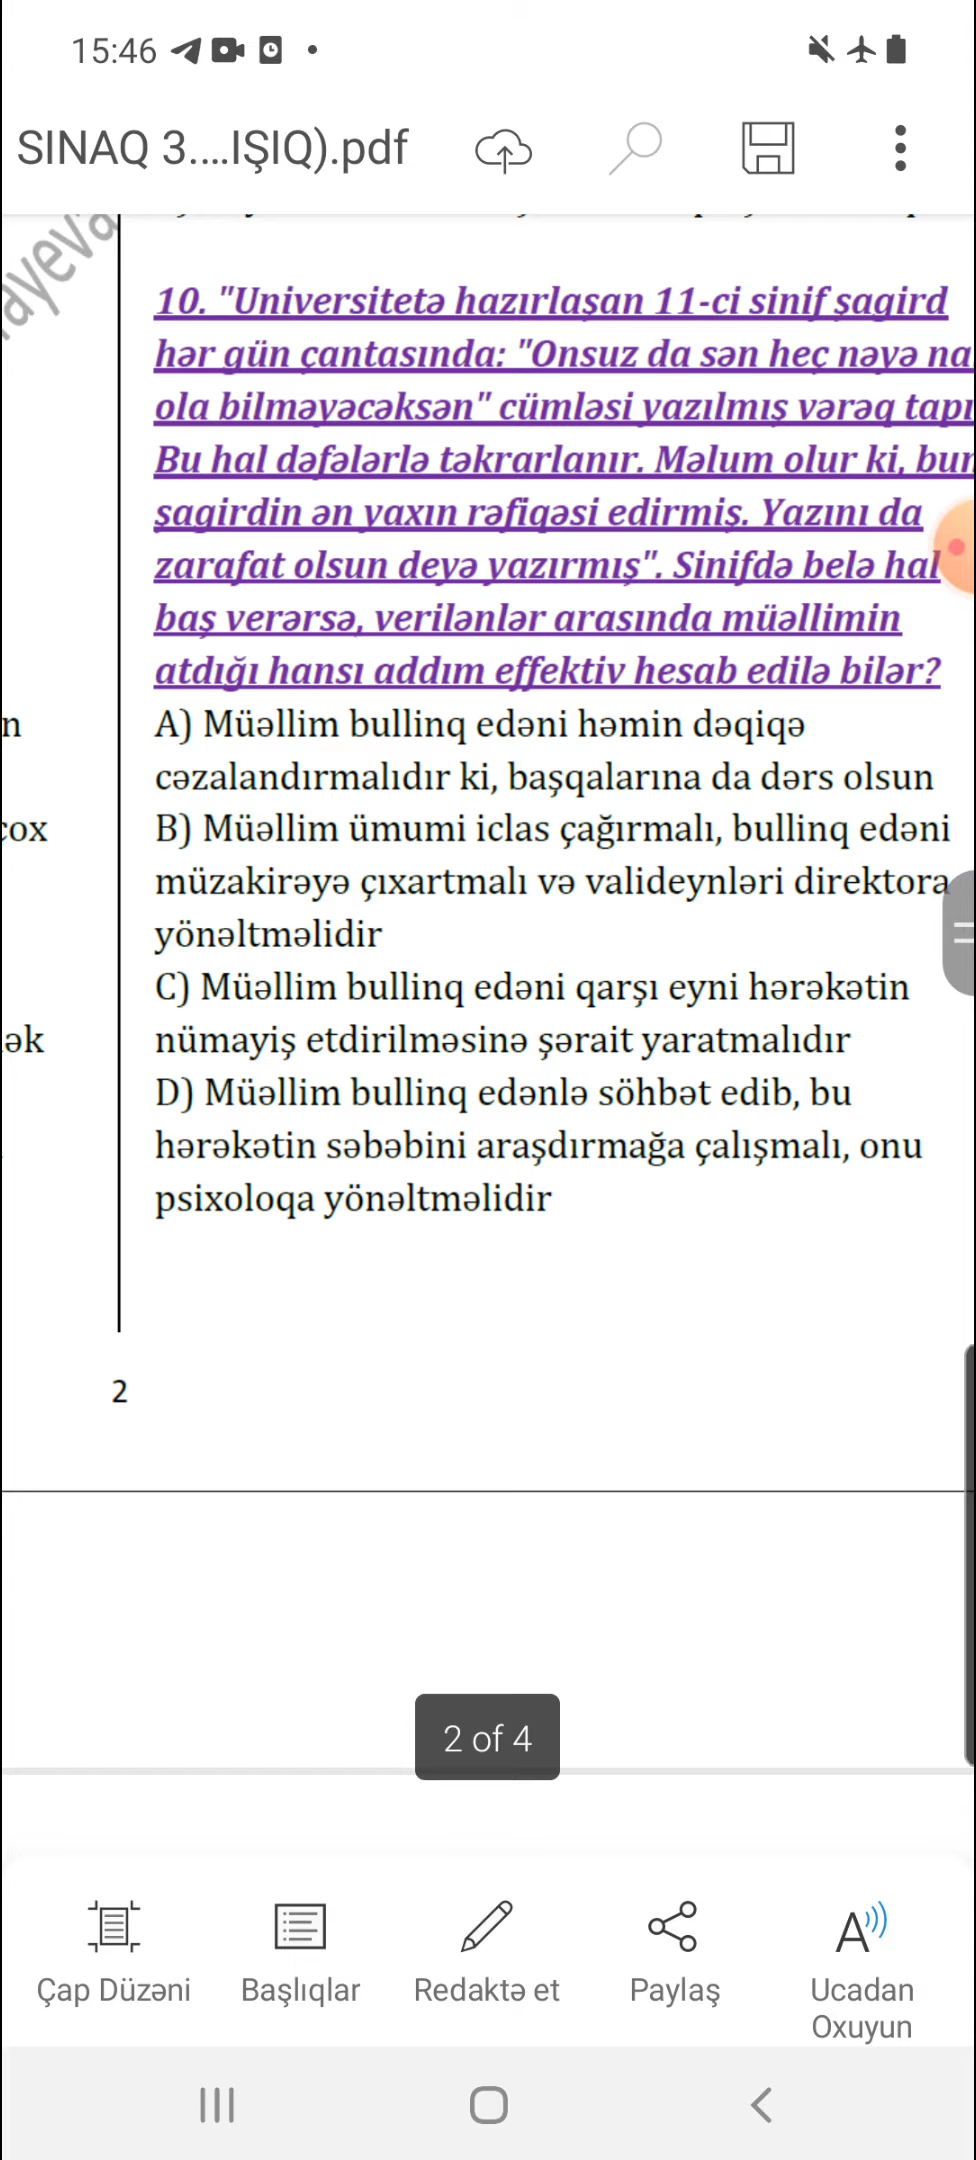 15:46
SINAQ 3....IŞIQ).pdf
10. "Universitetə hazırlaşan 11-ci sinif şagird
hər gün çantasında: "Onsuz da sən heç nəyə na
ola bilməyəcəksən" cümləsi yazılmış vərəq tapı
Bu hal dəfələrlə təkrarlanır. Məlum olur ki, bun
şagirdin ən yaxın rəfiqəsi edirmiş. Yazını da
zarafat olsun deyə yazırmış". Sinifdə belə hal
baş verərsə, verilənlər arasında müəllimin
atdığı hansı addım effektiv hesab edilə bilər?
n
A) Müəllim bullinq edəni həmin dəqiqə
cəzalandırmalıdır ki, başqalarına da dərs olsun
çox
B) Müəllim ümumi iclas çağırmalı, bullinq edəni
müzakirəyə çıxartmalı və valideynləri direktora
yönəltməlidir
C) Müəllim bullinq edəni qarşı eyni hərəkətin
ək
nümayiş etdirilməsinə şərait yaratmalıdır
D) Müəllim bullinq edənlə söhbət edib, bu
hərəkətin səbəbini araşdırmağa çalışmalı, onu
psixoloqa yönəltməlidir
2
2 of 4
Çap Düzəni
Başlıqlar
Redaktə et
Paylaş
Ucadan
Oxuyun